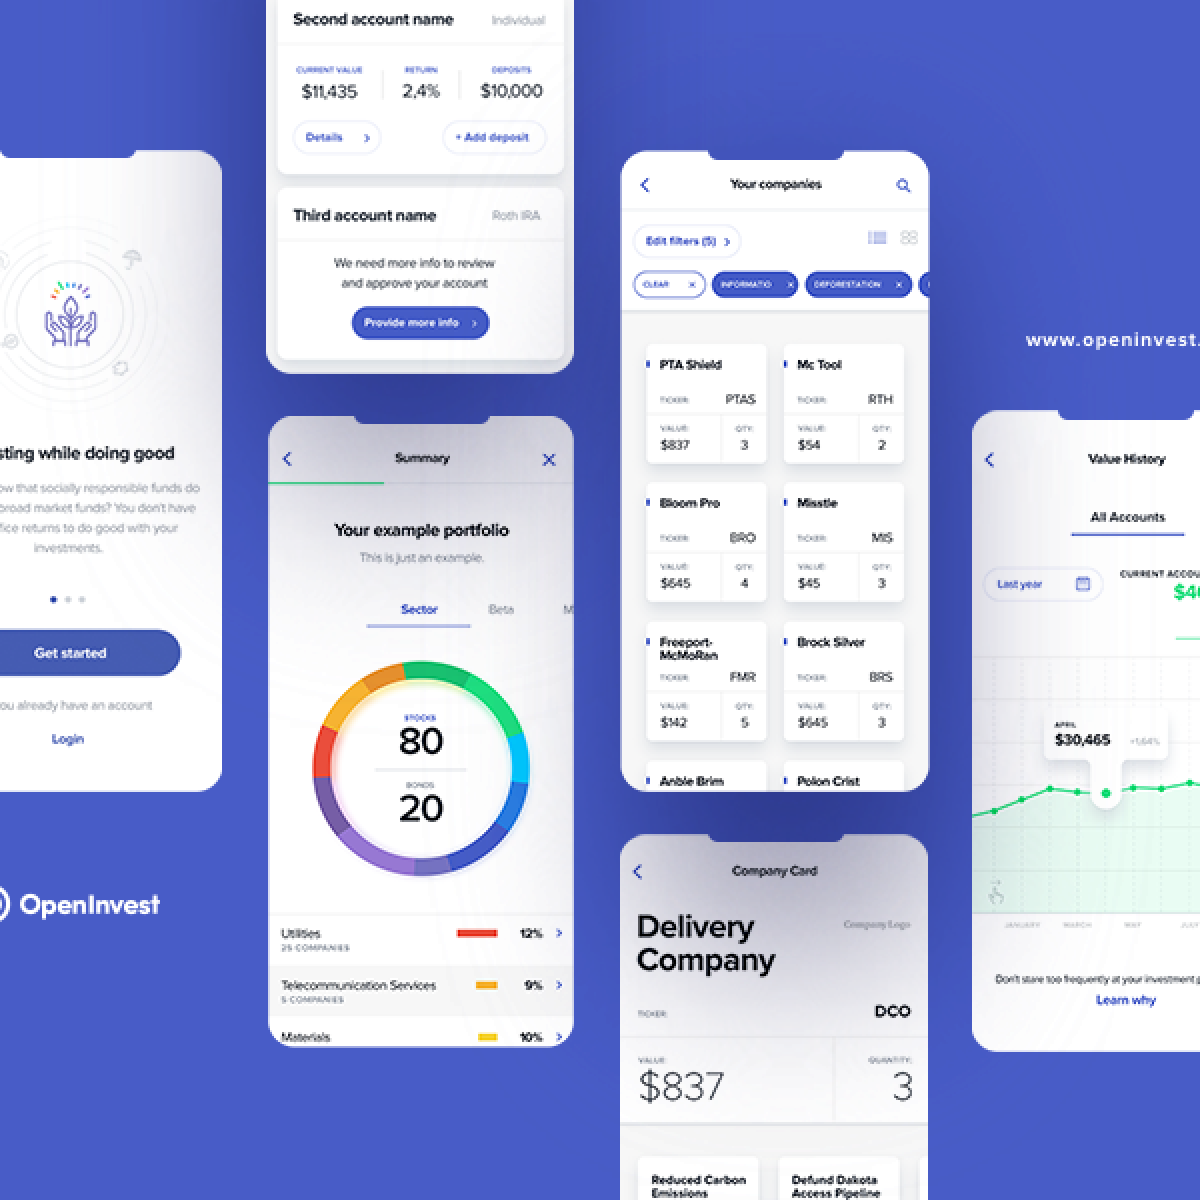 Second account name
Individual
CURRENT VALUE
RETURN
DEPOSITS
$11,435
2,4%
$10,000
Details
+ Add deposit
Third account name
Roth IRA
We need more info to review
and approve your account
Provide more info
sting while doing good
ow that socially responsible funds do
broad market funds? You don't have
fice returns to do good with your
investments.
Get started
ou already have an account
Login
OpenInvest
Summary
Your example portfolio
This is just an example.
Sector
Beta
M
STOCKS
80
BONDS
20
Utilities
25 COMPANIES
12%
Telecommunication Services
5 COMPANIES
9%
Materials
10%
Your companies
Edit filters (5)
CLEAR
INFORMATIO
DEFORESTATION
PTA Shield
TICKER:
PTAS
VALUE:
QTY:
$837
3
Mc Tool
TICKER:
RTH
VALUE:
QTY:
$54
2
Bloom Pro
TICKER:
BRO
VALUE:
QTY:
$645
4
Misstle
TICKER:
MIS
VALUE:
QTY:
$45
3
Freeport-
McMoRan
TICKER:
FMR
VALUE:
QTY:
$142
5
Brock Silver
TICKER:
BRS
VALUE:
QTY:
$645
3
Anble Brim
Polon Crist
Company Card
Delivery
Company
Company Logo
TICKER:
DCO
VALUE:
QUANTITY:
$837
3
Reduced Carbon
Emissions
Defund Dakota
Access Pipeline
www.openinvest.
Value History
All Accounts
Last year
CURRENT ACCOU
$40
APRIL
$30,465
+1,64%
JANUARY
MARCH
MAY
JULY
Don't stare too frequently at your investment p
Learn why